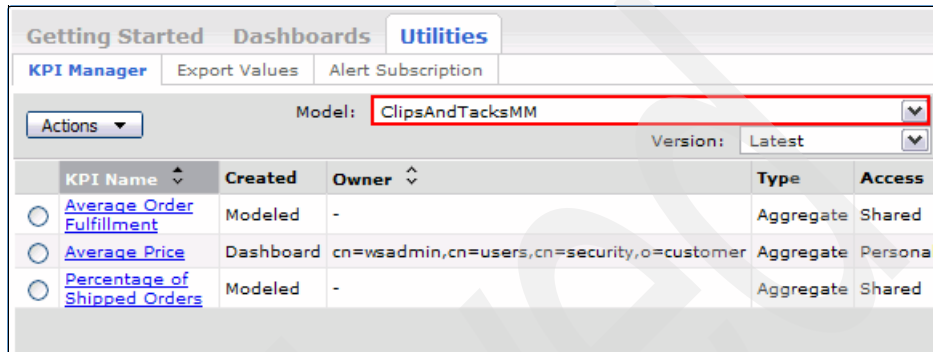 Getting Started Dashboards Utilities
KPI Manager Export Values Alert Subscription
Actions Model: ClipsAndTacksMM
Version: Latest
KPI Name Created Owner Type Access
Average Order Fulfillment Modeled - Aggregate Shared
Average Price Dashboard cn=wsadmin,cn=users,cn=security,o=customer Aggregate Persona
Percentage of Shipped Orders Modeled - Aggregate Shared